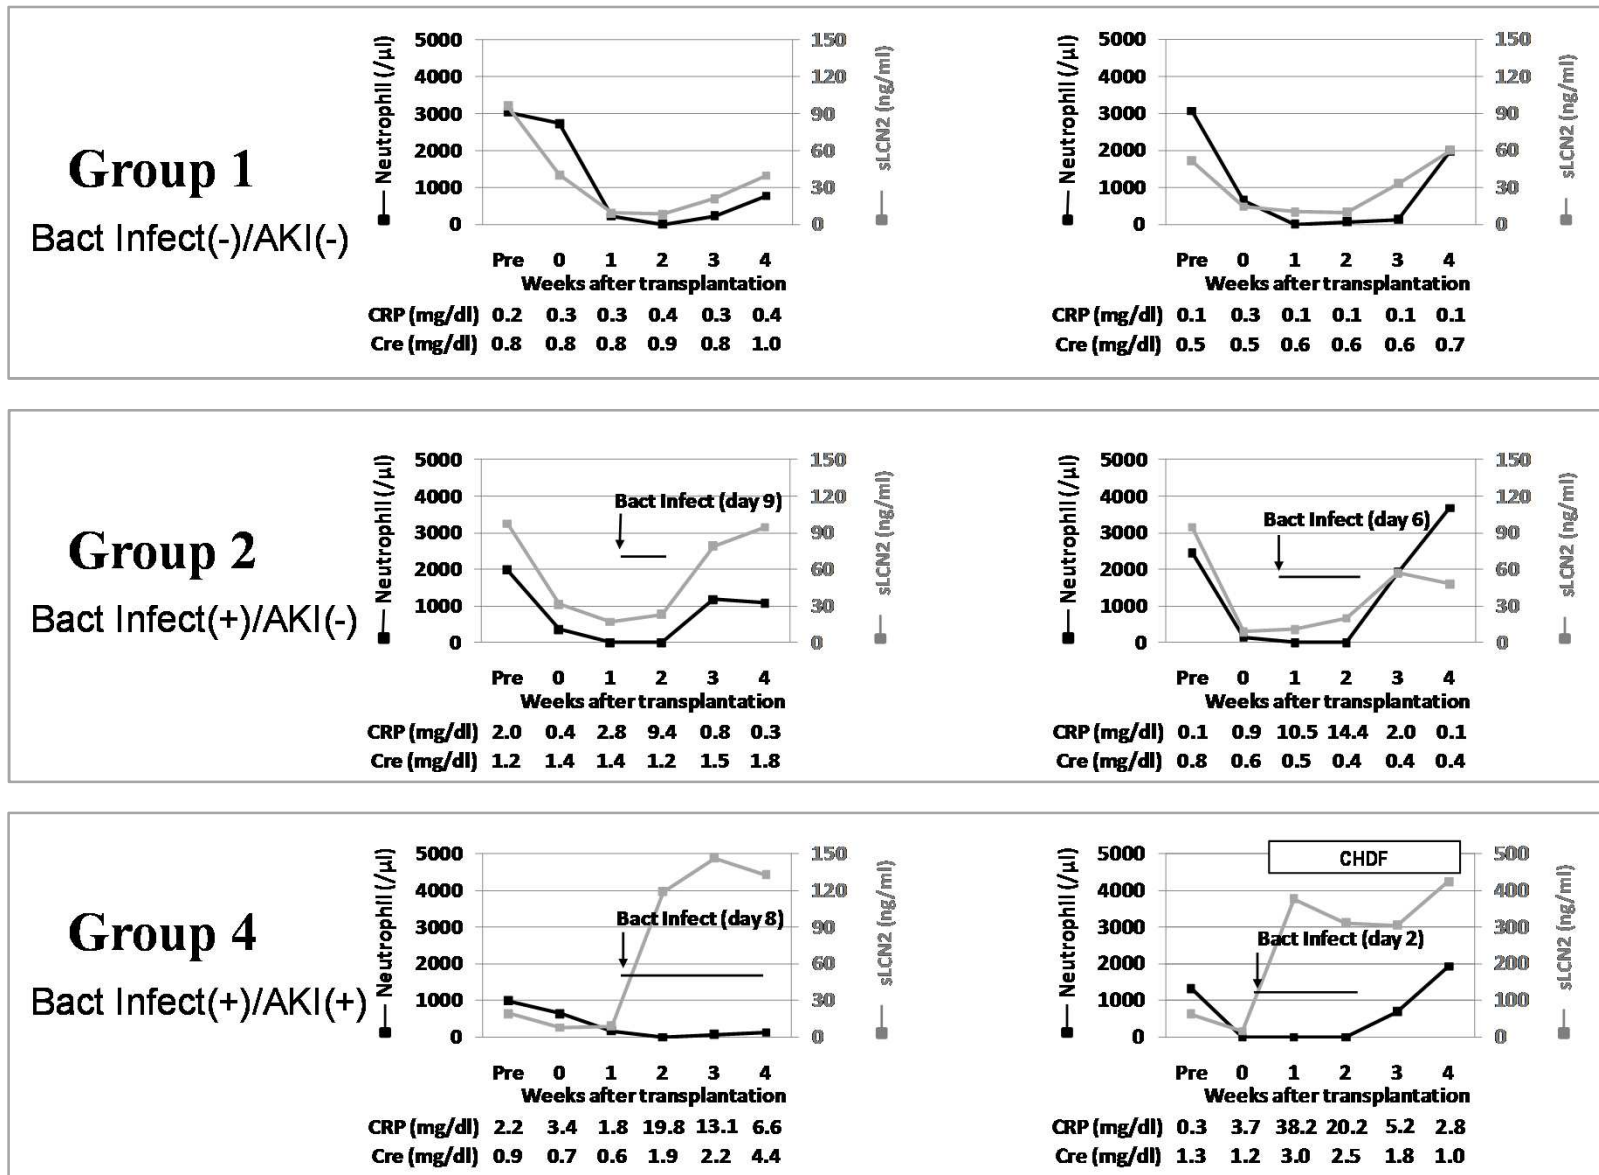 Group 1
Bact Infect(-)/AKI(-)
Neutrophil (/μl)
5000
4000
3000
2000
1000
0
150
120
90
60
30
0
sLCN2 (ng/ml)
Pre 0 1 2 3 4
Weeks after transplantation
CRP (mg/dl) 0.2 0.3 0.3 0.4 0.3 0.4
Cre (mg/dl) 0.8 0.8 0.8 0.9 0.8 1.0
Neutrophil (/μl)
5000
4000
3000
2000
1000
0
150
120
90
60
30
0
sLCN2 (ng/ml)
Pre 0 1 2 3 4
Weeks after transplantation
CRP (mg/dl) 0.1 0.3 0.1 0.1 0.1 0.1
Cre (mg/dl) 0.5 0.5 0.6 0.6 0.6 0.7
Group 2
Bact Infect(+)/AKI(-)
Neutrophil (/μl)
5000
4000
3000
2000
1000
0
Bact Infect (day 9)
150
120
90
60
30
0
sLCN2 (ng/ml)
Pre 0 1 2 3 4
Weeks after transplantation
CRP (mg/dl) 2.0 0.4 2.8 9.4 0.8 0.3
Cre (mg/dl) 1.2 1.4 1.4 1.2 1.5 1.8
Neutrophil (/μl)
5000
4000
3000
2000
1000
0
Bact Infect (day 6)
150
120
90
60
30
0
sLCN2 (ng/ml)
Pre 0 1 2 3 4
Weeks after transplantation
CRP (mg/dl) 0.1 0.9 10.5 14.4 2.0 0.1
Cre (mg/dl) 0.8 0.6 0.5 0.4 0.4 0.4
Group 4
Bact Infect(+)/AKI(+)
Neutrophil (/μl)
5000
4000
3000
2000
1000
0
Bact Infect (day 8)
150
120
90
60
30
0
sLCN2 (ng/ml)
Pre 0 1 2 3 4
Weeks after transplantation
CRP (mg/dl) 2.2 3.4 1.8 19.8 13.1 6.6
Cre (mg/dl) 0.9 0.7 0.6 1.9 2.2 4.4
Neutrophil (/μl)
5000
4000
3000
2000
1000
0
CHDF
Bact Infect (day 2)
500
400
300
200
100
0
sLCN2 (ng/ml)
Pre 0 1 2 3 4
Weeks after transplantation
CRP (mg/dl) 0.3 3.7 38.2 20.2 5.2 2.8
Cre (mg/dl) 1.3 1.2 3.0 2.5 1.8 1.0